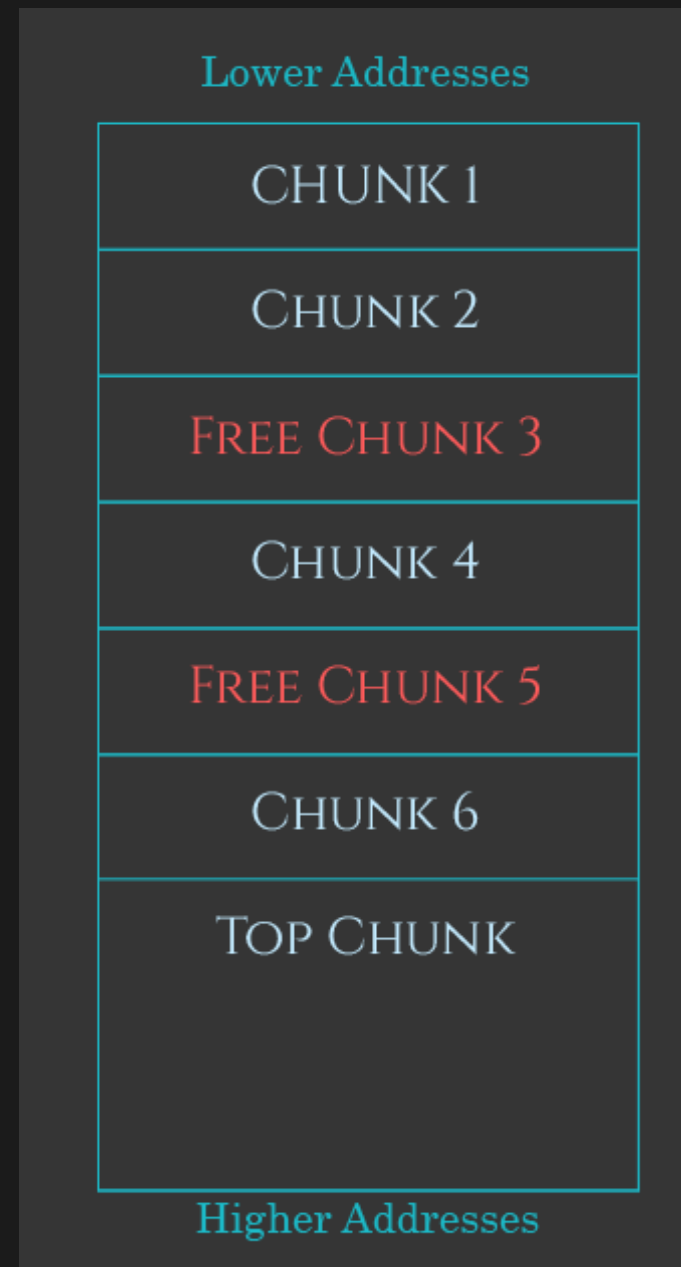 Lower Addresses
CHUNK 1
Chunk 2
Free Chunk 3
Chunk 4
Free Chunk 5
Chunk 6
Top Chunk
Higher Addresses